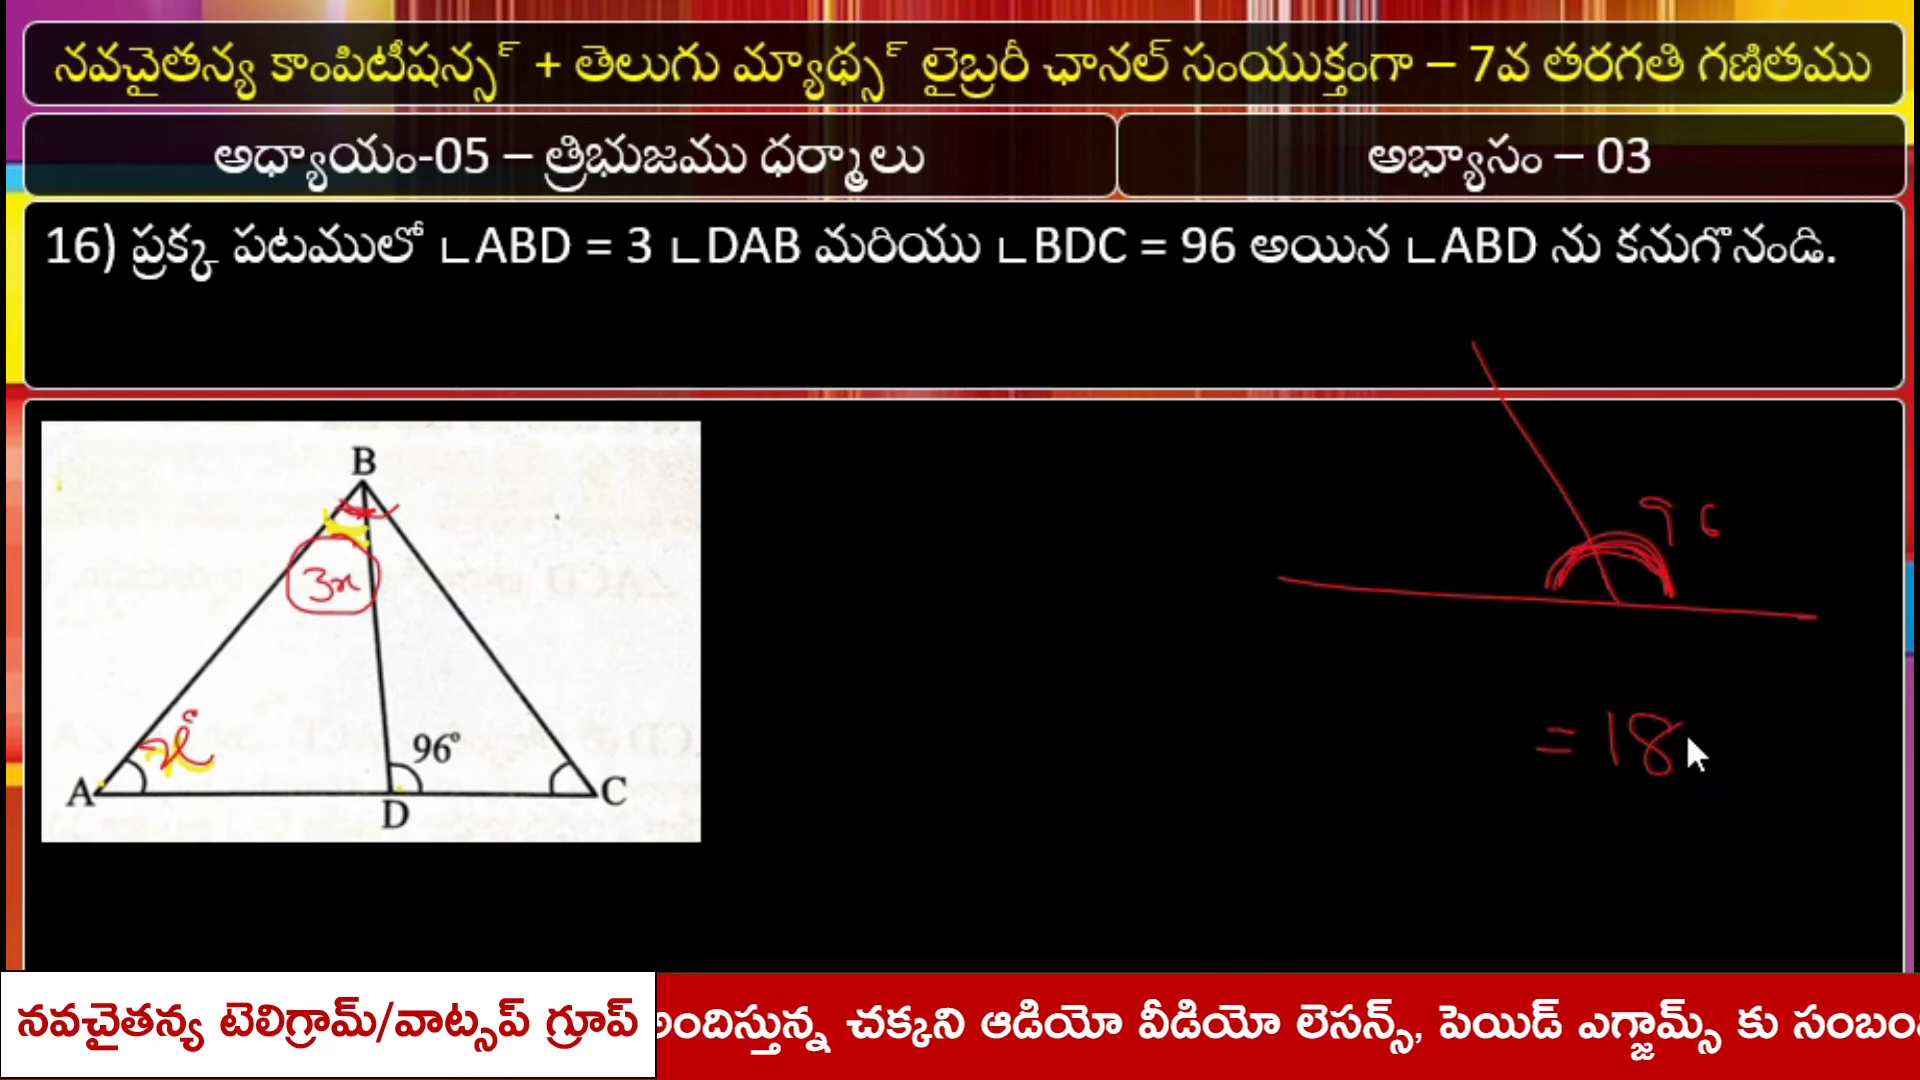 నవచైతన్య కాంపిటీషన్స్ + తెలుగు మ్యాథ్స్ లైబ్రరీ ఛానల్ సంయుక్తంగా – 7వ తరగతి గణితము
అధ్యాయం-05 – త్రిభుజము ధర్మాలు
అభ్యాసం – 03
16) ప్రక్క పటములో ∟ABD = 3 ∟DAB మరియు ∟BDC = 96 అయిన ∟ABD ను కనుగొనండి.
B
3x
96
x°
96°
A
D
C
= 18
నవచైతన్య టెలిగ్రామ్/వాట్సప్ గ్రూప్
అందిస్తున్న చక్కని ఆడియో వీడియో లెసన్స్, పెయిడ్ ఎగ్జామ్స్ కు